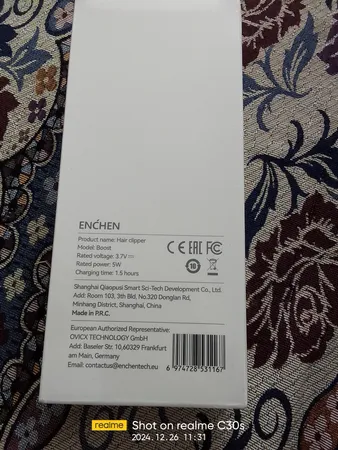 ENCHEN
Product name: Hair clipper
Model: Boost
Rated voltage: 3.7V⎓
Rated power: 5W
Charging time: 1.5 hours
CE EAC FC
10
Shanghai Qiaopusi Smart Sci-Tech Development Co., Ltd.
Add: Room 103, 3th Bld, No.320 Donglan Rd,
Minhang District, Shanghai, China
Made in P.R.C.
European Authorized Representative:
OVICX TECHNOLOGY GmbH
Add: Baseler Str. 10,60329 Frankfurt
am Main, Germany
Email: contactus@enchentech.eu
6 974728 531167
realme Shot on realme C30s
2024.12.26 11:31